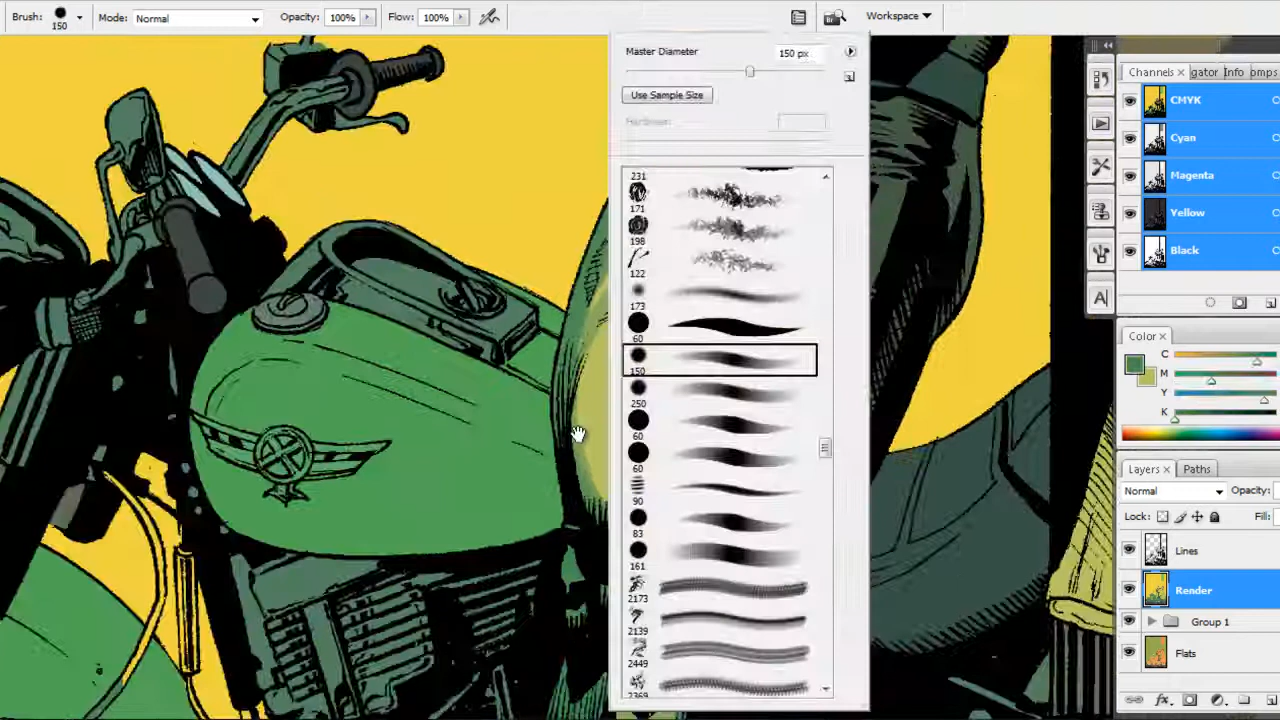 Brush: 150 Mode: Normal Opacity: 100% Flow: 100% Workspace
Master Diameter 150 px
Use Sample Size
Hardness:
231
171
198
122
173
60
150
250
60
60
90
83
161
2173
2139
2449
2369
Channels gator Info bmps
CMYK
Cyan
Magenta
Yellow
Black
A
Color
C
M
Y
K
Layers Paths
Normal Opacity:
Lock: Fill:
Lines
Render
Group 1
Flats